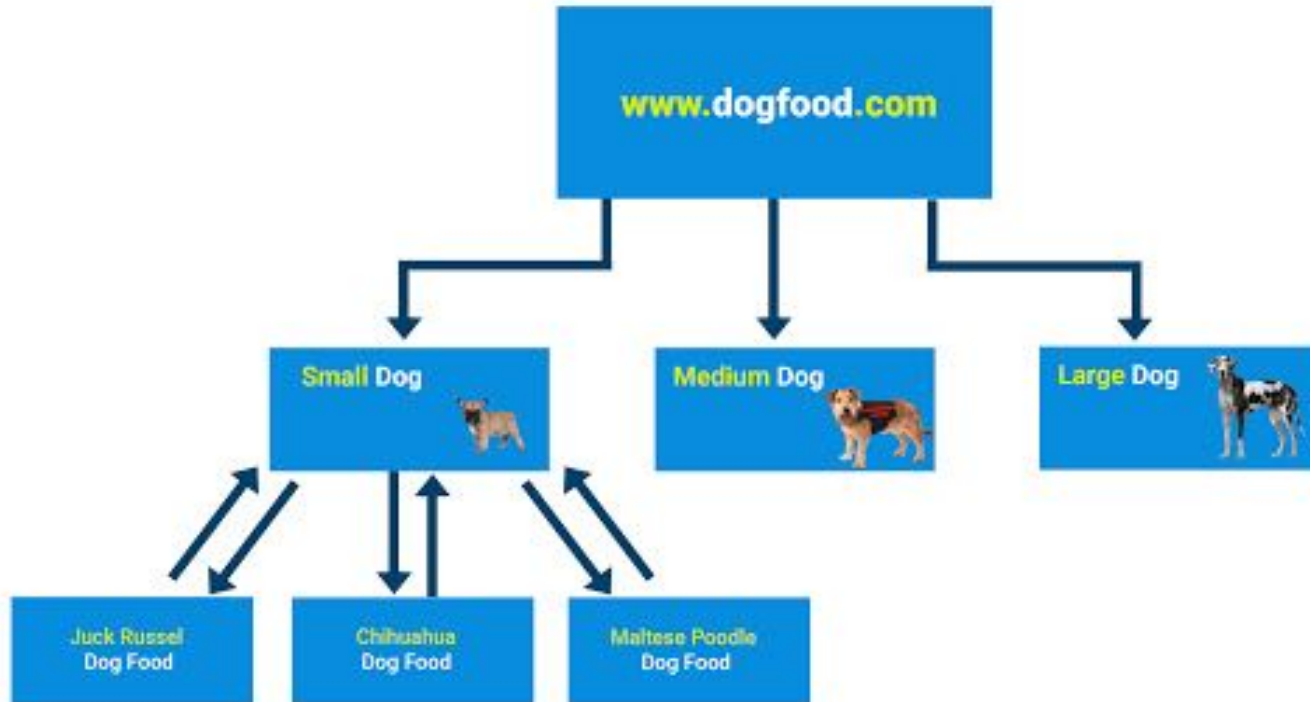 www.dogfood.com
Small Dog
Medium Dog
Large Dog
Juck Russel
Dog Food
Chihuahua
Dog Food
Maltese Poodle
Dog Food